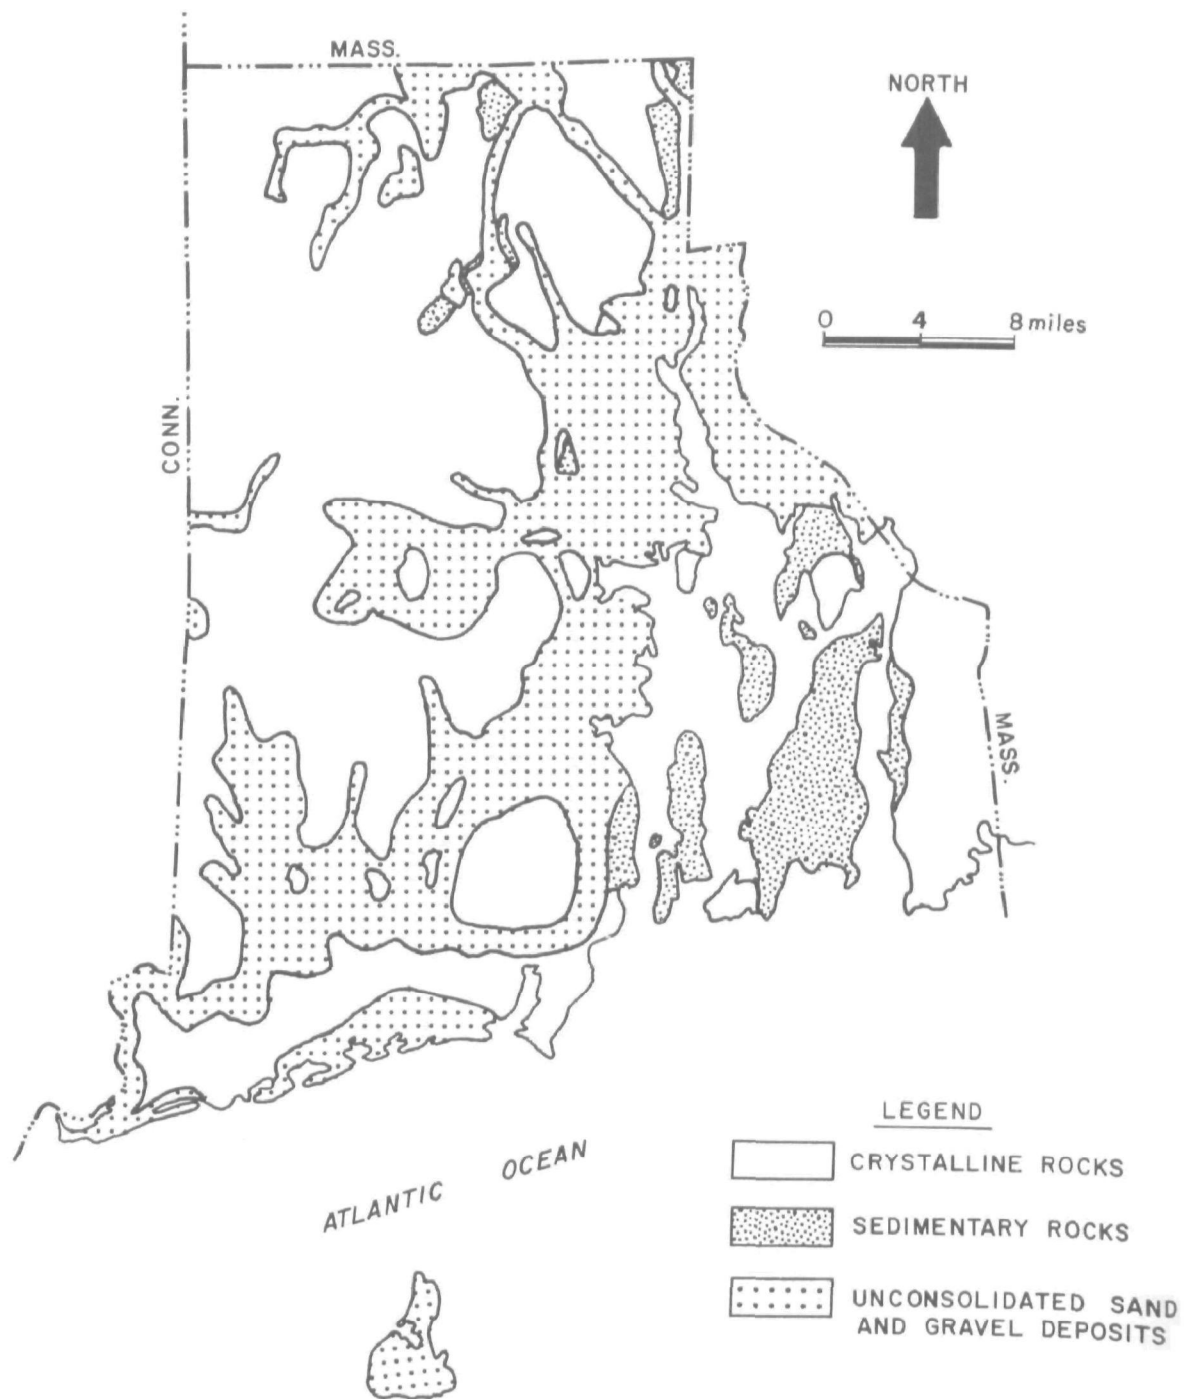 MASS.
NORTH
0 4 8 miles
CONN.
MASS.
ATLANTIC OCEAN
LEGEND
CRYSTALLINE ROCKS
SEDIMENTARY ROCKS
UNCONSOLIDATED SAND
AND GRAVEL DEPOSITS